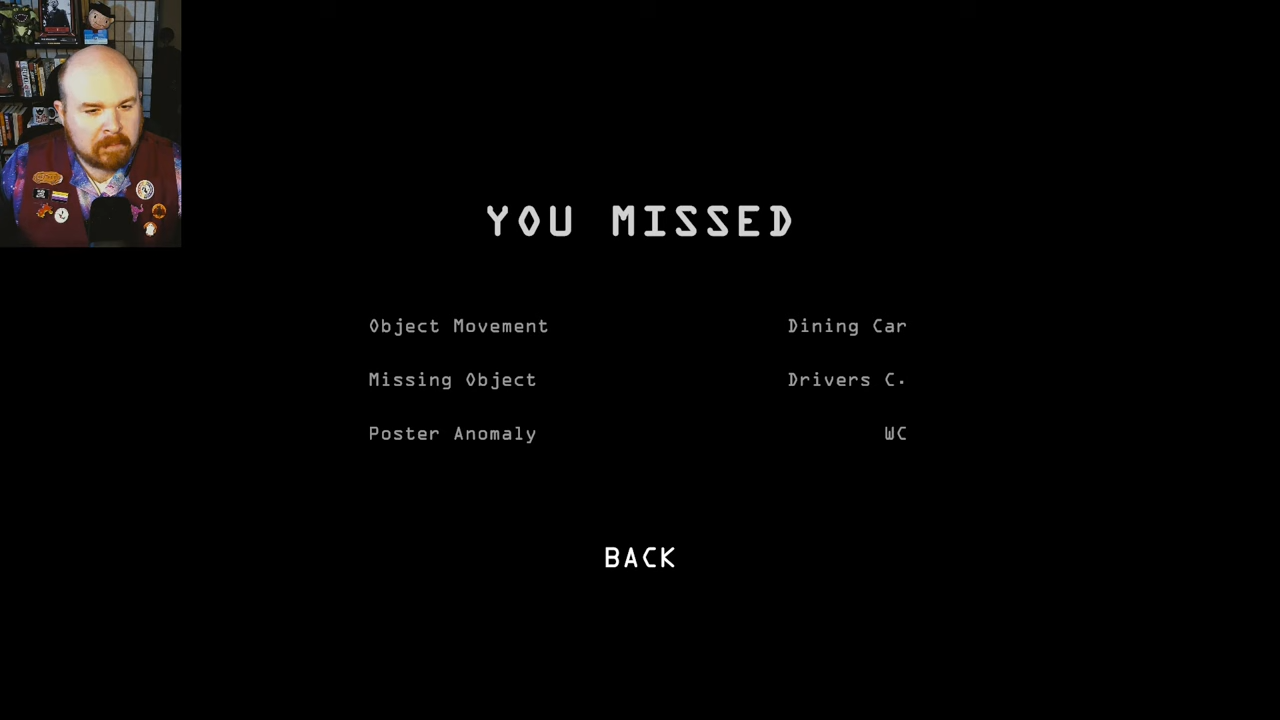 YOU MISSED
Object Movement Dining Car
Missing Object Drivers C.
Poster Anomaly WC
BACK